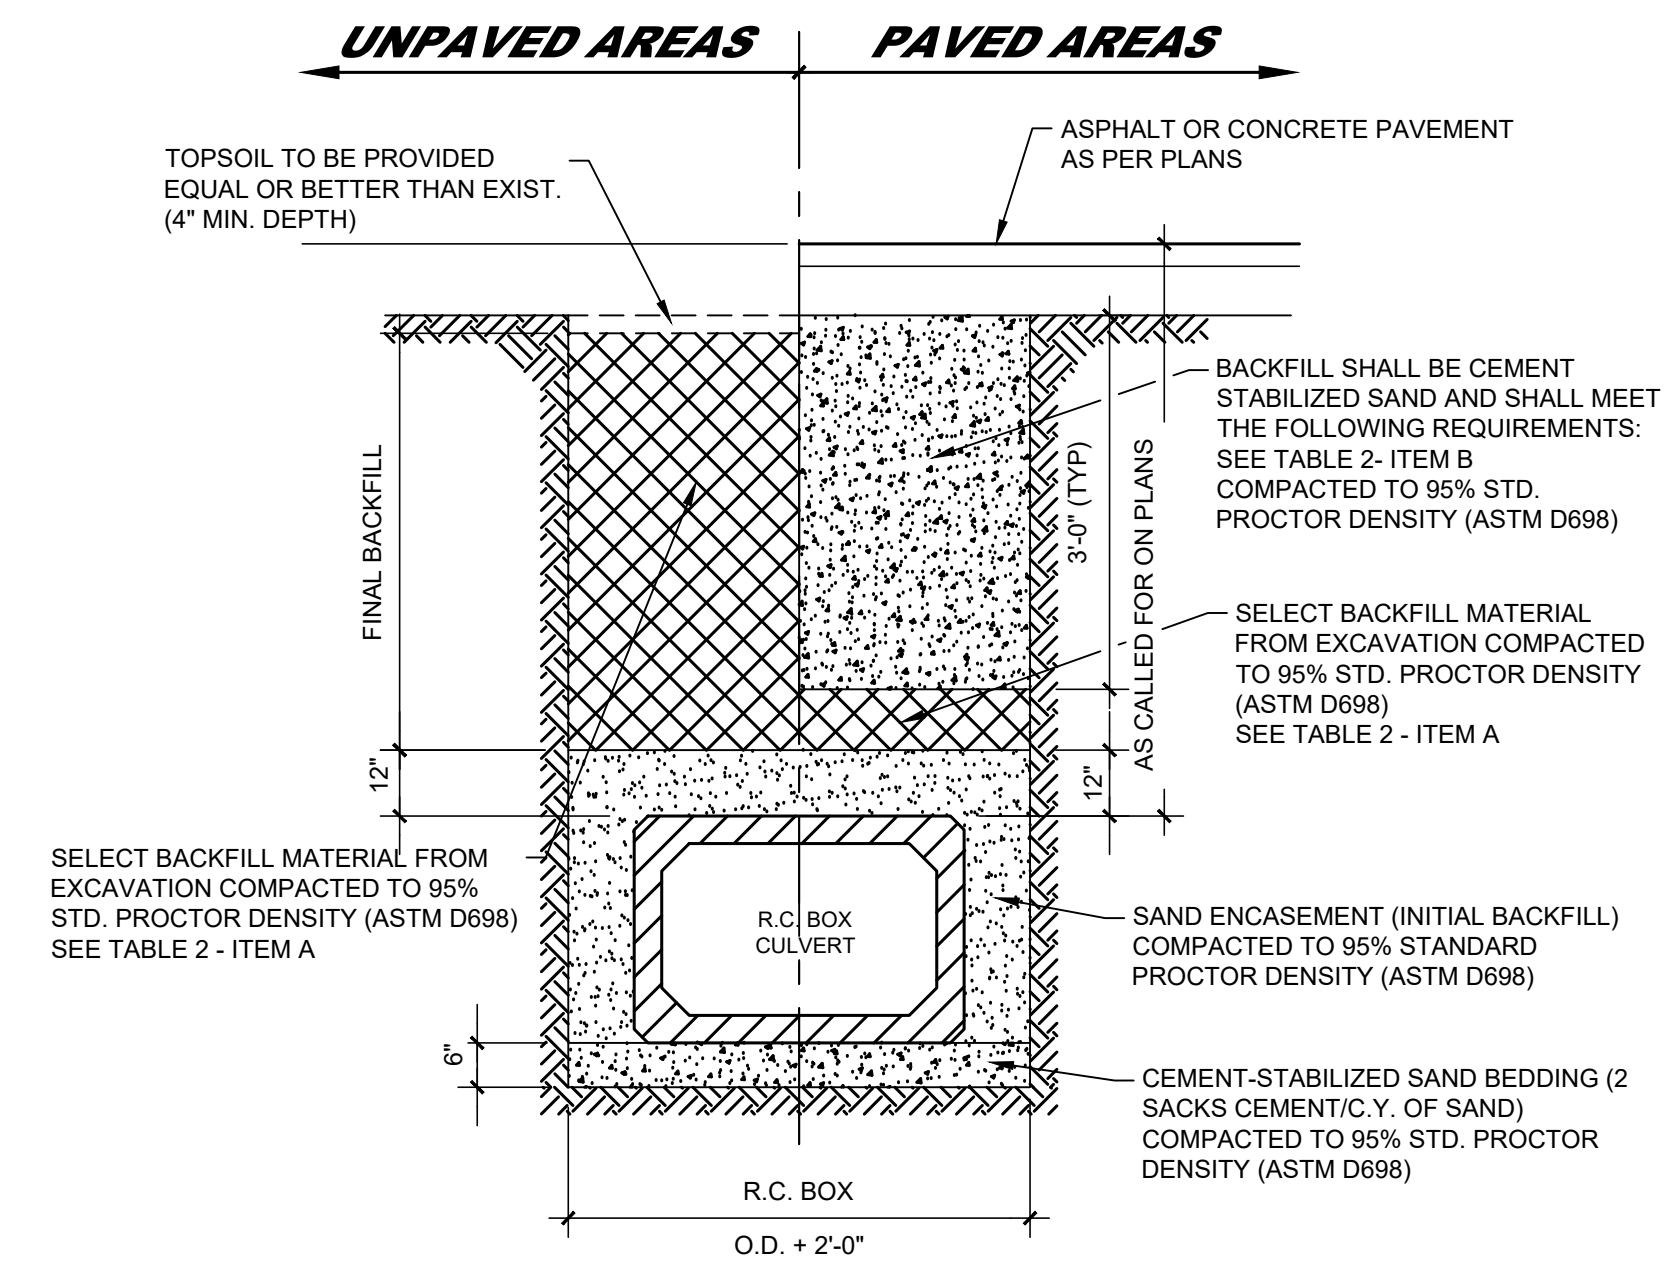 UNPAVED AREAS
PAVED AREAS
TOPSOIL TO BE PROVIDED
EQUAL OR BETTER THAN EXIST.
(4" MIN. DEPTH)
ASPHALT OR CONCRETE PAVEMENT
AS PER PLANS
BACKFILL SHALL BE CEMENT
STABILIZED SAND AND SHALL MEET
THE FOLLOWING REQUIREMENTS:
SEE TABLE 2- ITEM B
COMPACTED TO 95% STD.
PROCTOR DENSITY (ASTM D698)
FINAL BACKFILL
3'-0" (TYP)
AS CALLED FOR ON PLANS
SELECT BACKFILL MATERIAL
FROM EXCAVATION COMPACTED
TO 95% STD. PROCTOR DENSITY
(ASTM D698)
SEE TABLE 2 - ITEM A
12"
12"
SELECT BACKFILL MATERIAL FROM
EXCAVATION COMPACTED TO 95%
STD. PROCTOR DENSITY (ASTM D698)
SEE TABLE 2 - ITEM A
R.C. BOX
CULVERT
SAND ENCASEMENT (INITIAL BACKFILL)
COMPACTED TO 95% STANDARD
PROCTOR DENSITY (ASTM D698)
6"
CEMENT-STABILIZED SAND BEDDING (2
SACKS CEMENT/C.Y. OF SAND)
COMPACTED TO 95% STD. PROCTOR
DENSITY (ASTM D698)
R.C. BOX
O.D. + 2'-0"